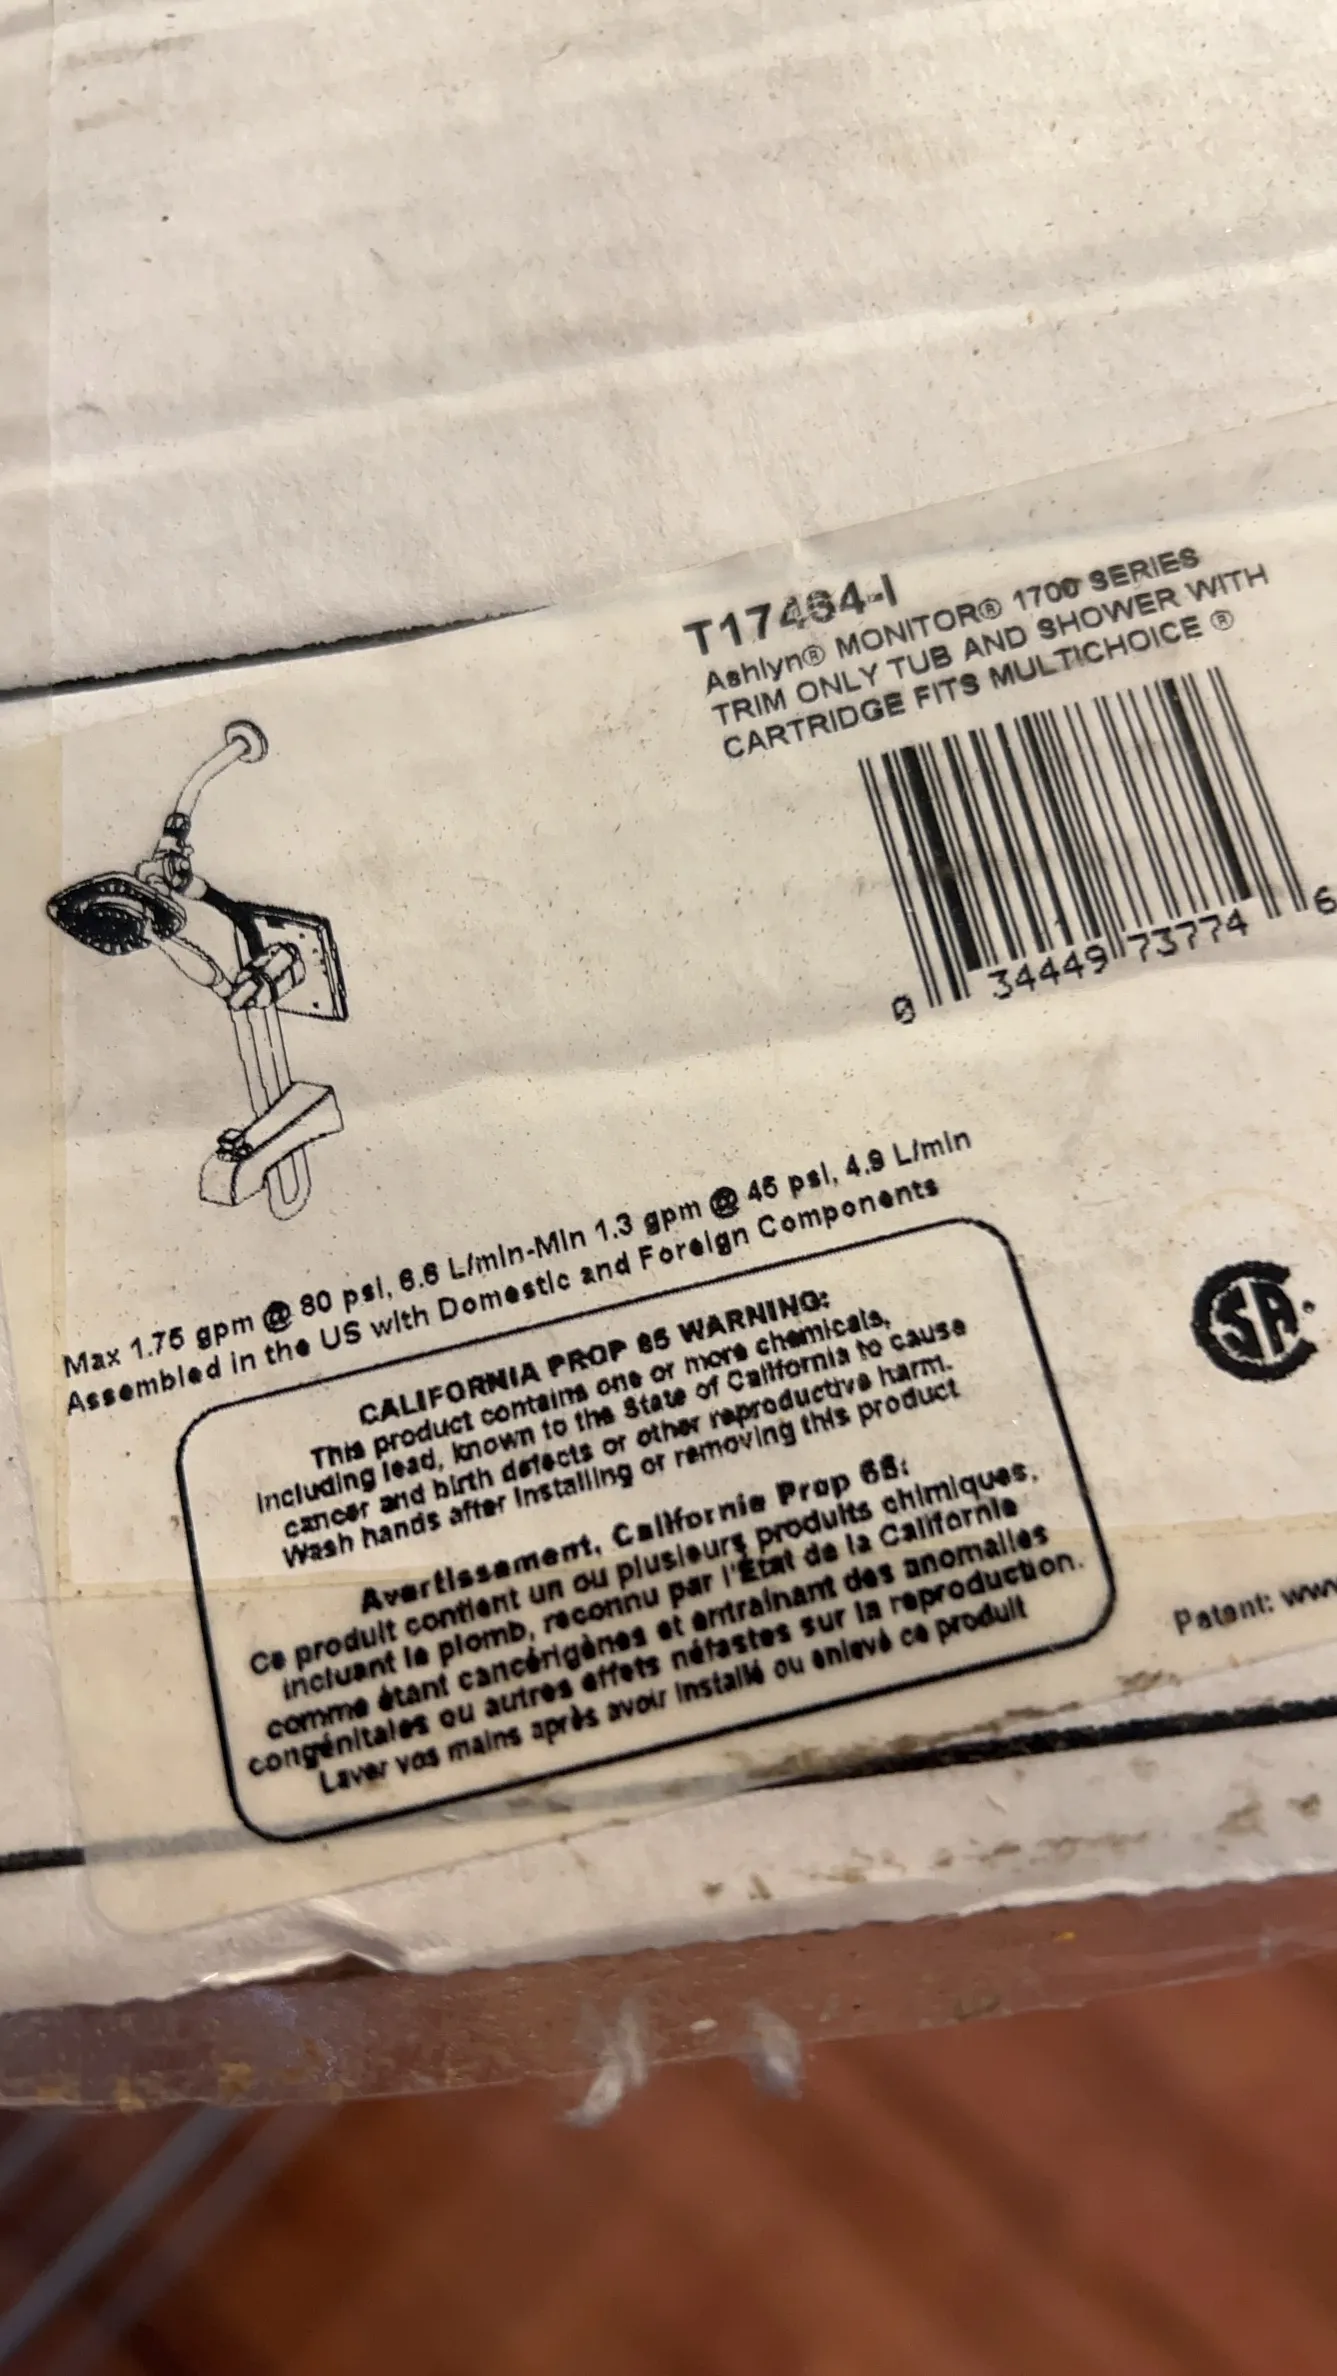 T17464-I
Ashlyn® MONITOR® 1700 SERIES
TRIM ONLY TUB AND SHOWER WITH
CARTRIDGE FITS MULTICHOICE ®
0 34449 73774 6
Max 1.75 gpm @ 80 psi, 6.6 L/min-Min 1.3 gpm @ 45 psi, 4.9 L/min
Assembled in the US with Domestic and Foreign Components
CALIFORNIA PROP 65 WARNING:
This product contains one or more chemicals,
including lead, known to the State of California to cause
cancer and birth defects or other reproductive harm.
Wash hands after installing or removing this product
Avertissement, Californie Prop 65:
Ce produit contient un ou plusieurs produits chimiques,
incluant le plomb, reconnu par l'État de la Californie
comme étant cancérigènes et entraînant des anomalies
congénitales ou autres effets néfastes sur la reproduction.
Laver vos mains après avoir installé ou enlevé ce produit
SA
Patent: www